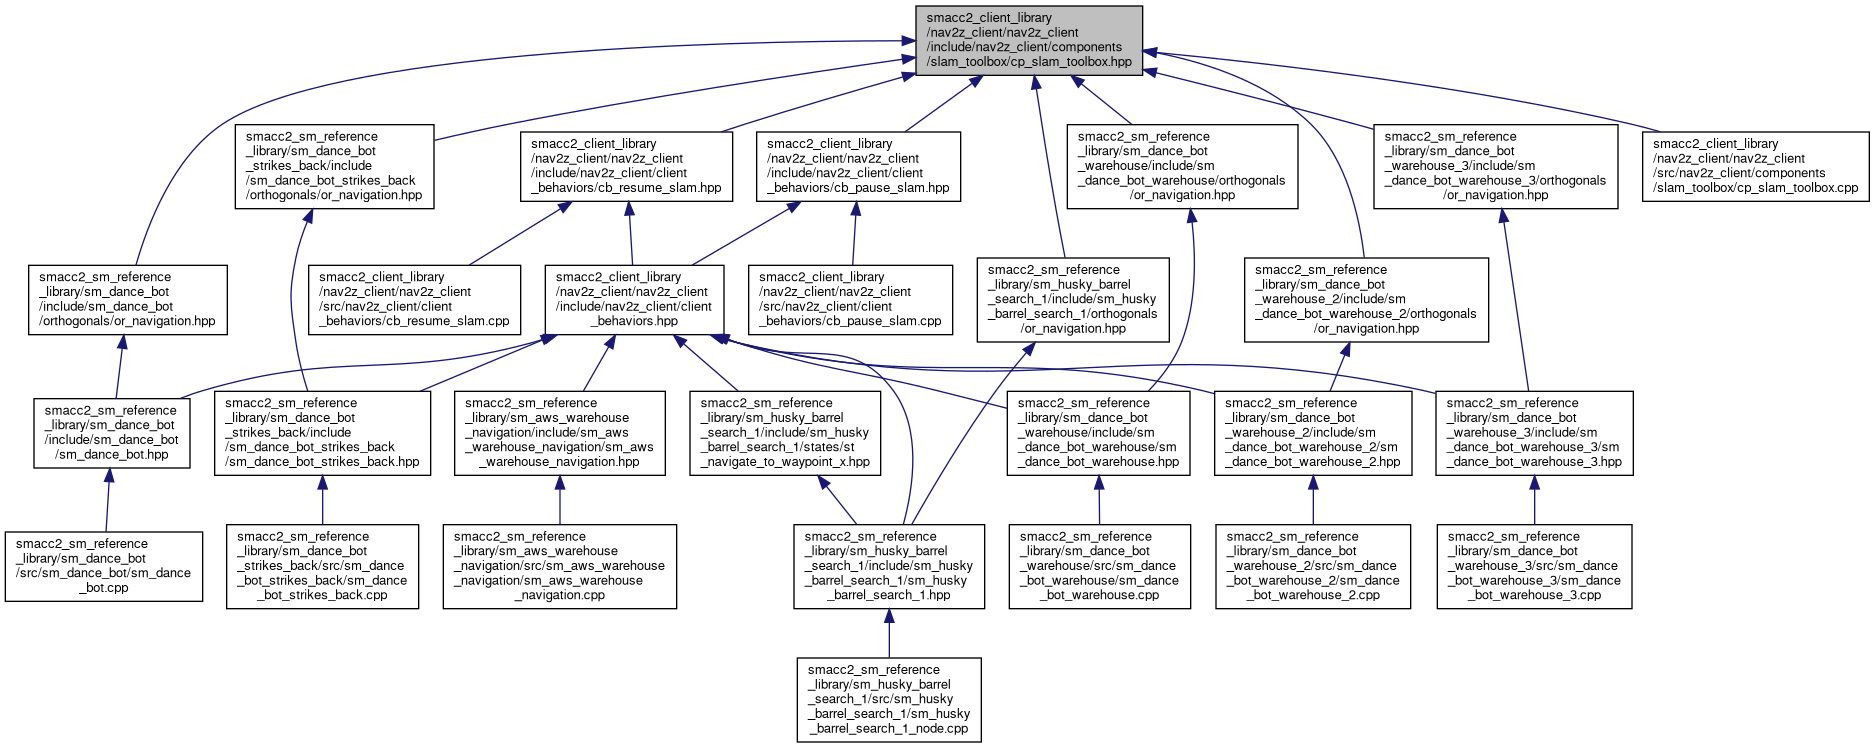 smacc2_client_library
/nav2z_client/nav2z_client
/include/nav2z_client/components
/slam_toolbox/cp_slam_toolbox.hpp
smacc2_sm_reference
_library/sm_dance_bot
_strikes_back/include
/sm_dance_bot_strikes_back
/orthogonals/or_navigation.hpp
smacc2_client_library
/nav2z_client/nav2z_client
/include/nav2z_client/client
_behaviors/cb_resume_slam.hpp
smacc2_client_library
/nav2z_client/nav2z_client
/include/nav2z_client/client
_behaviors/cb_pause_slam.hpp
smacc2_sm_reference
_library/sm_dance_bot
_warehouse/include/sm
_dance_bot_warehouse/orthogonals
/or_navigation.hpp
smacc2_sm_reference
_library/sm_dance_bot
_warehouse_3/include/sm
_dance_bot_warehouse_3/orthogonals
/or_navigation.hpp
smacc2_client_library
/nav2z_client/nav2z_client
/src/nav2z_client/components
/slam_toolbox/cp_slam_toolbox.cpp
smacc2_sm_reference
_library/sm_dance_bot
/include/sm_dance_bot
/orthogonals/or_navigation.hpp
smacc2_client_library
/nav2z_client/nav2z_client
/src/nav2z_client/client
_behaviors/cb_resume_slam.cpp
smacc2_client_library
/nav2z_client/nav2z_client
/include/nav2z_client/client
_behaviors.hpp
smacc2_client_library
/nav2z_client/nav2z_client
/src/nav2z_client/client
_behaviors/cb_pause_slam.cpp
smacc2_sm_reference
_library/sm_husky_barrel
_search_1/include/sm_husky
_barrel_search_1/orthogonals
/or_navigation.hpp
smacc2_sm_reference
_library/sm_dance_bot
_warehouse_2/include/sm
_dance_bot_warehouse_2/orthogonals
/or_navigation.hpp
smacc2_sm_reference
_library/sm_dance_bot
/include/sm_dance_bot
/sm_dance_bot.hpp
smacc2_sm_reference
_library/sm_dance_bot
_strikes_back/include
/sm_dance_bot_strikes_back
/sm_dance_bot_strikes_back.hpp
smacc2_sm_reference
_library/sm_aws_warehouse
_navigation/include/sm_aws
_warehouse_navigation/sm_aws
_warehouse_navigation.hpp
smacc2_sm_reference
_library/sm_husky_barrel
_search_1/include/sm_husky
_barrel_search_1/states/st
_navigate_to_waypoint_x.hpp
smacc2_sm_reference
_library/sm_dance_bot
_warehouse/include/sm
_dance_bot_warehouse/sm
_dance_bot_warehouse.hpp
smacc2_sm_reference
_library/sm_dance_bot
_warehouse_2/include/sm
_dance_bot_warehouse_2/sm
_dance_bot_warehouse_2.hpp
smacc2_sm_reference
_library/sm_dance_bot
_warehouse_3/include/sm
_dance_bot_warehouse_3/sm
_dance_bot_warehouse_3.hpp
smacc2_sm_reference
_library/sm_dance_bot
/src/sm_dance_bot/sm_dance
_bot.cpp
smacc2_sm_reference
_library/sm_dance_bot
_strikes_back/src/sm_dance
_bot_strikes_back/sm_dance
_bot_strikes_back.cpp
smacc2_sm_reference
_library/sm_aws_warehouse
_navigation/src/sm_aws_warehouse
_navigation/sm_aws_warehouse
_navigation.cpp
smacc2_sm_reference
_library/sm_husky_barrel
_search_1/include/sm_husky
_barrel_search_1/sm_husky
_barrel_search_1.hpp
smacc2_sm_reference
_library/sm_dance_bot
_warehouse/src/sm_dance
_bot_warehouse/sm_dance
_bot_warehouse.cpp
smacc2_sm_reference
_library/sm_dance_bot
_warehouse_2/src/sm_dance
_bot_warehouse_2/sm_dance
_bot_warehouse_2.cpp
smacc2_sm_reference
_library/sm_dance_bot
_warehouse_3/src/sm_dance
_bot_warehouse_3/sm_dance
_bot_warehouse_3.cpp
smacc2_sm_reference
_library/sm_husky_barrel
_search_1/src/sm_husky
_barrel_search_1/sm_husky
_barrel_search_1_node.cpp